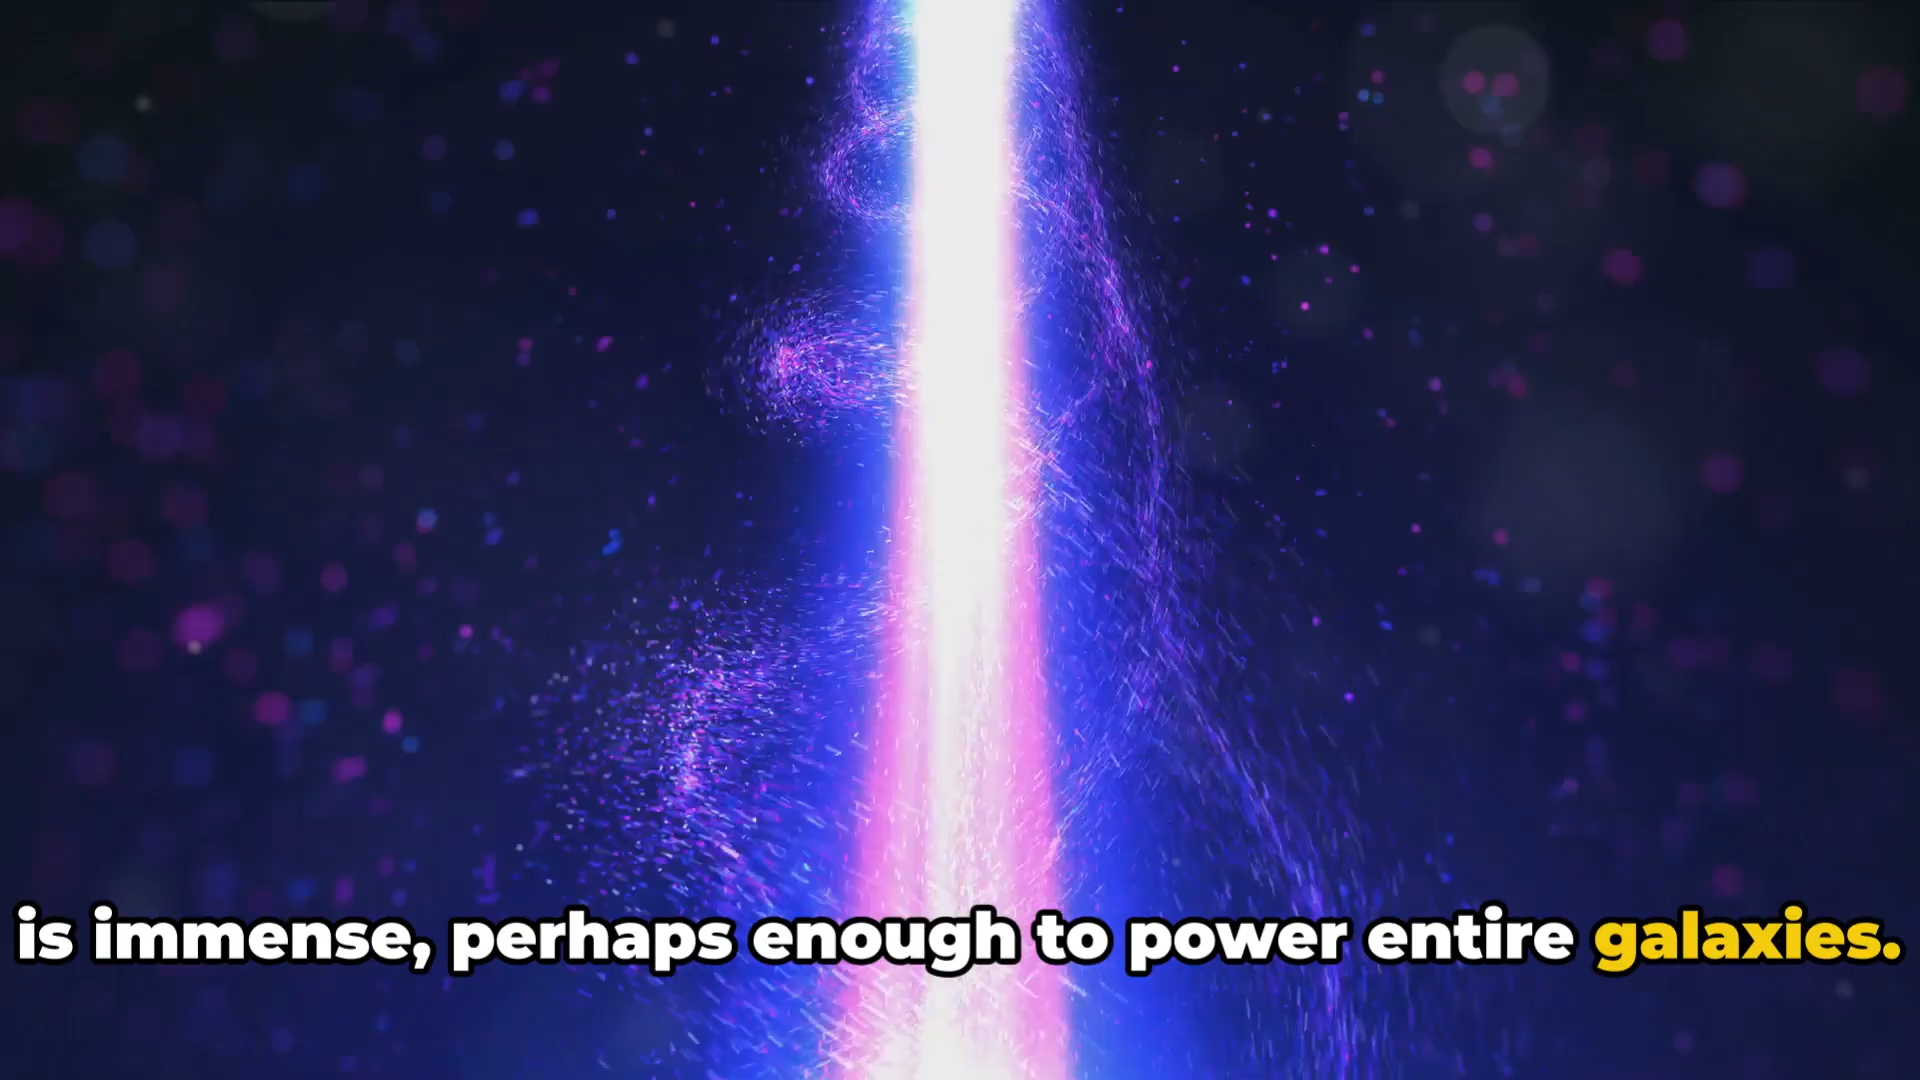 is immense, perhaps enough to power entire galaxies.